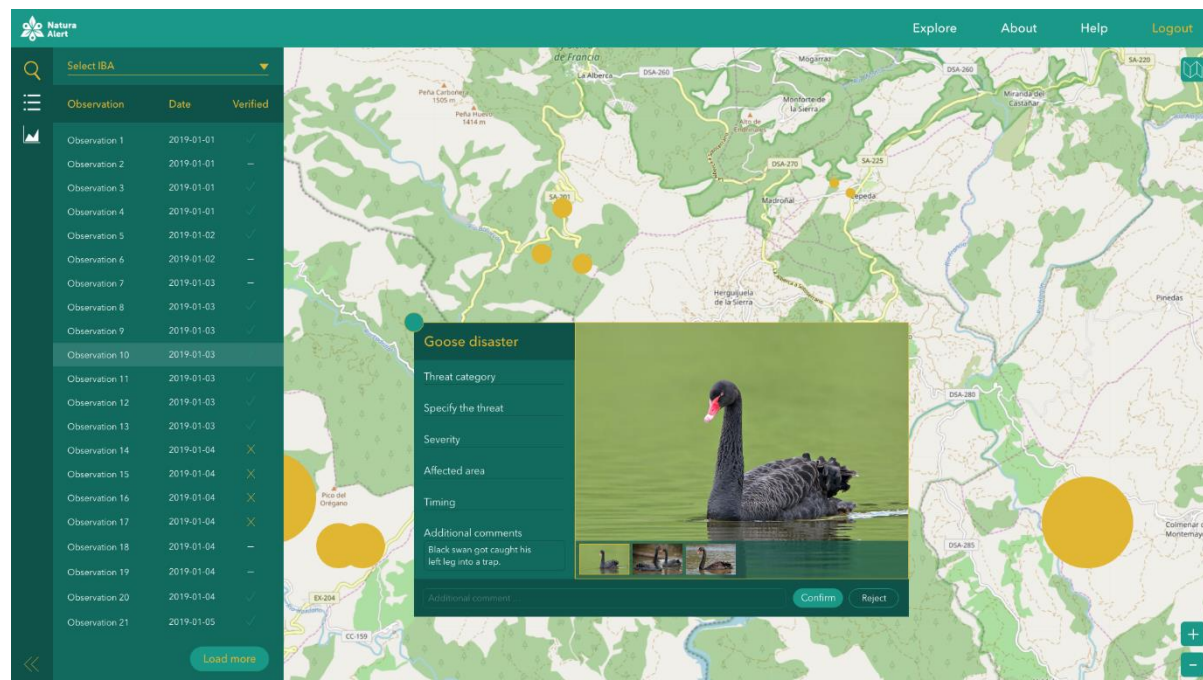 Natura
Alert
Explore
About
Help
Logout
Select IBA
Observation Date Verified
Observation 1 2019-01-01
Observation 2 2019-01-01 –
Observation 3 2019-01-01
Observation 4 2019-01-01
Observation 5 2019-01-02
Observation 6 2019-01-02 –
Observation 7 2019-01-03 –
Observation 8 2019-01-03
Observation 9 2019-01-03
Observation 10 2019-01-03
Observation 11 2019-01-03
Observation 12 2019-01-03
Observation 13 2019-01-03
Observation 14 2019-01-04
Observation 15 2019-01-04
Observation 16 2019-01-04
Observation 17 2019-01-04
Observation 18 2019-01-04 –
Observation 19 2019-01-04 –
Observation 20 2019-01-04
Observation 21 2019-01-05
Load more
de Francia
La Alberca
DSA-260
Mogarraz
DSA-260
SA-220
Peña Carbonera
1505 m
Peña Huevo
1414 m
Monforte de
la Sierra
Miranda del
Castañar
DSA-270
SA-225
SA-201
Madroñal
Cepeda
Herguijuela
de la Sierra
Pinedas
DSA-280
Pico del
Orégano
Colmenar de
Montemayor
DSA-285
EX-204
CC-159
Goose disaster
Threat category
Specify the threat
Severity
Affected area
Timing
Additional comments
Black swan got caught his
left leg into a trap.
Additional comment...
Confirm
Reject
+
−